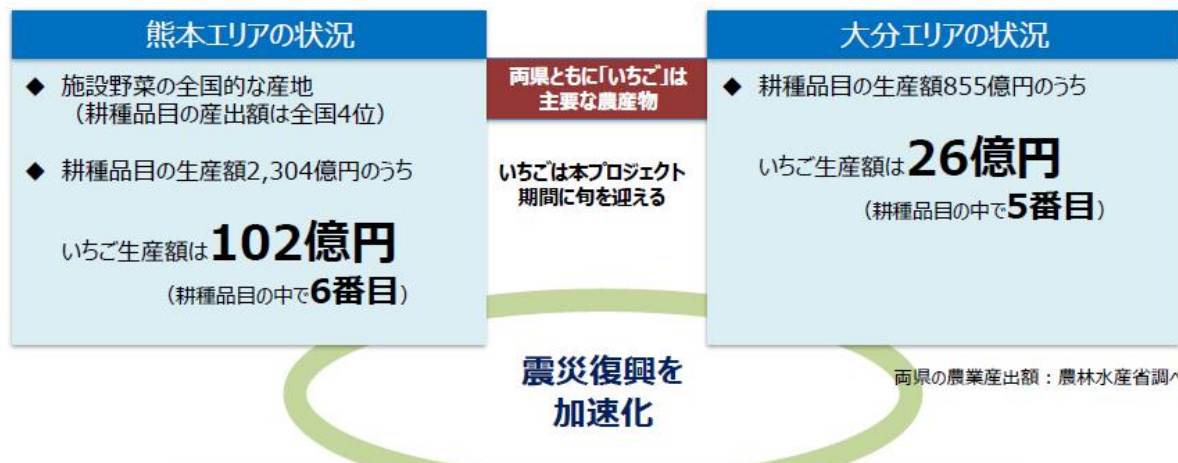 熊本エリアの状況
◆ 施設野菜の全国的な産地
（耕種品目の産出額は全国4位）
◆ 耕種品目の生産額2,304億円のうち
いちご生産額は102億円
（耕種品目の中で6番目）
両県ともに「いちご」は
主要な農産物
いちごは本プロジェクト
期間に旬を迎える
大分エリアの状況
◆ 耕種品目の生産額855億円のうち
いちご生産額は26億円
（耕種品目の中で5番目）
震災復興を
加速化
両県の農業産出額：農林水産省調べ